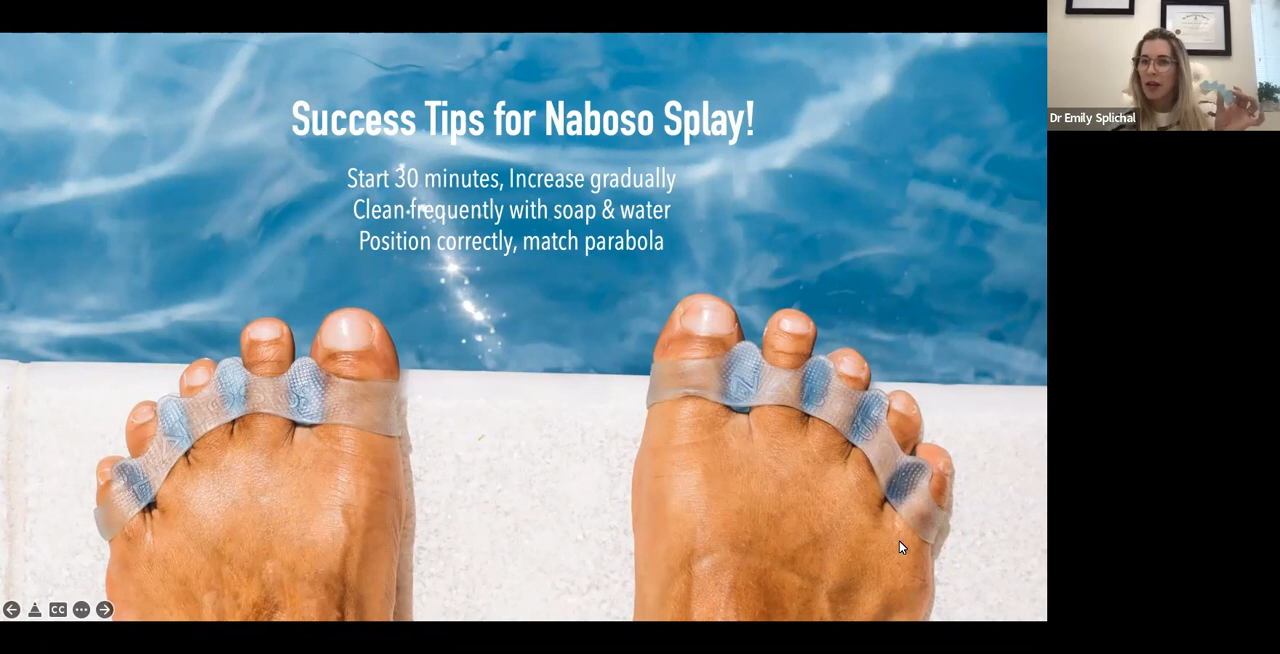 Success Tips for Naboso Splay!
Start 30 minutes, Increase gradually
Clean frequently with soap & water
Position correctly, match parabola
Dr Emily Splichal
CC